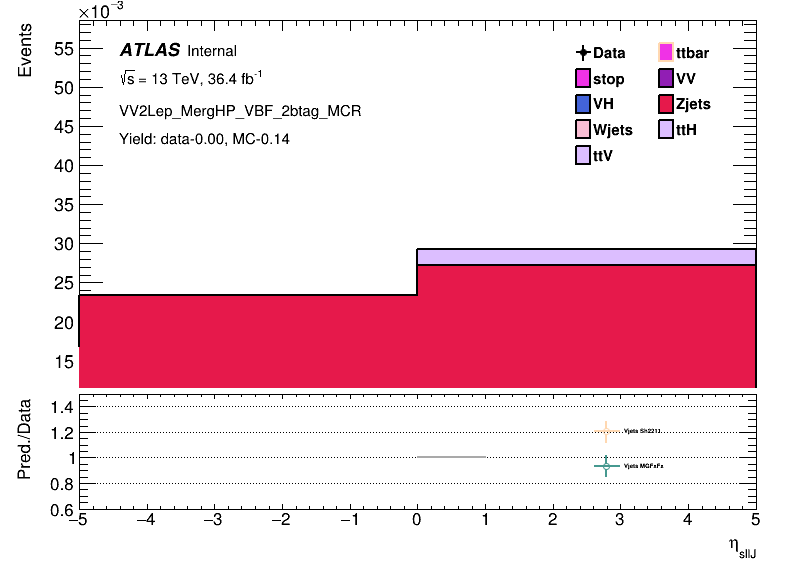 ×10⁻³
Events
55
50
45
40
35
30
25
20
15
ATLAS Internal
√s = 13 TeV, 36.4 fb⁻¹
VV2Lep_MergHP_VBF_2btag_MCR
Yield: data-0.00, MC-0.14
Data
ttbar
stop
VV
VH
Zjets
Wjets
ttH
ttV
Pred./Data
1.4
1.2
1
0.8
0.6
Vjets Sh2211
Vjets MGFxFx
−5 −4 −3 −2 −1 0 1 2 3 4 5
η_sllJ